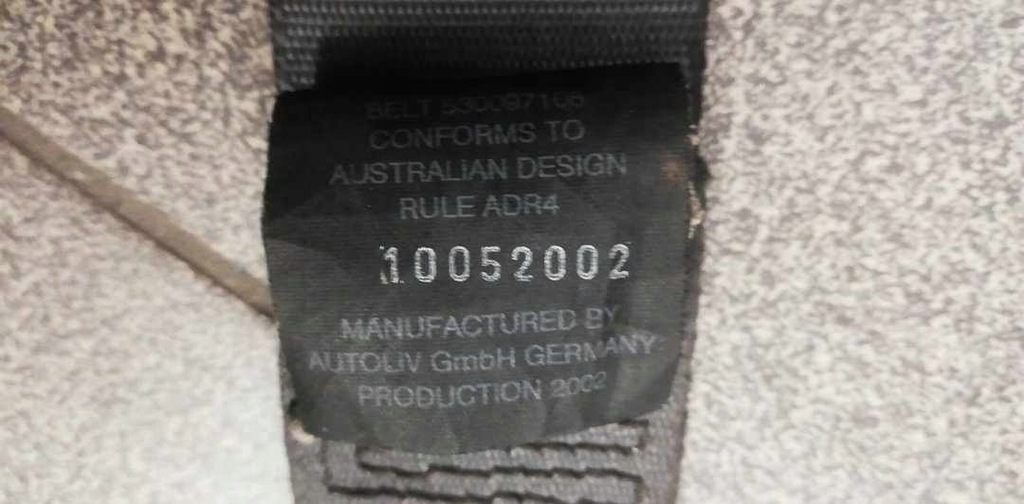 BELT
CONFORMS TO
AUSTRALIAN DESIGN
RULE ADR4
10052002
MANUFACTURED BY
AUTOLIV GmbH GERMANY
PRODUCTION 2002